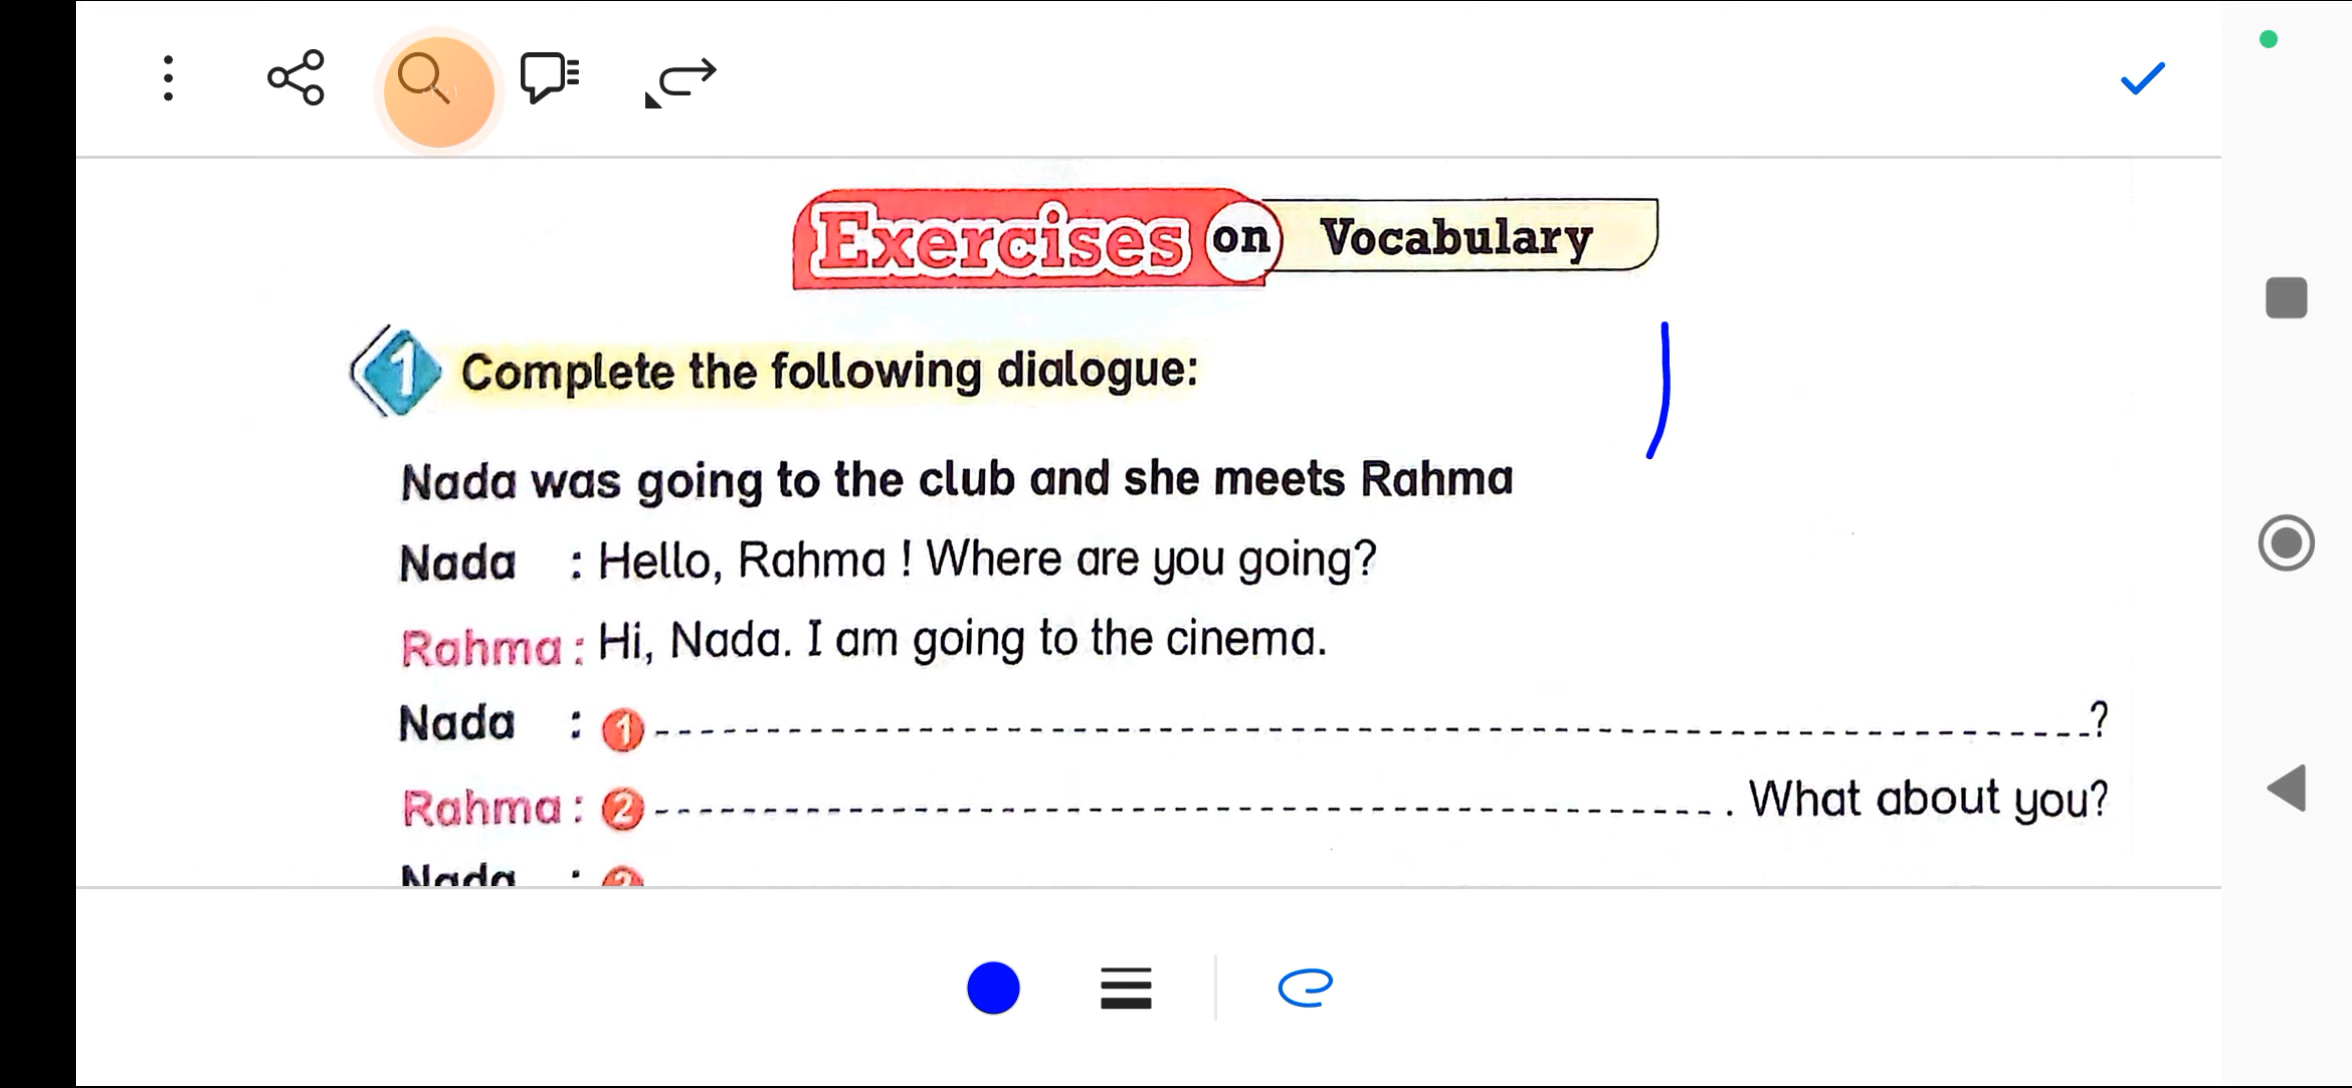 Exercises on Vocabulary
1 Complete the following dialogue:
Nada was going to the club and she meets Rahma
Nada : Hello, Rahma ! Where are you going?
Rahma : Hi, Nada. I am going to the cinema.
Nada : 1 ?
Rahma : 2 . What about you?
Nada :